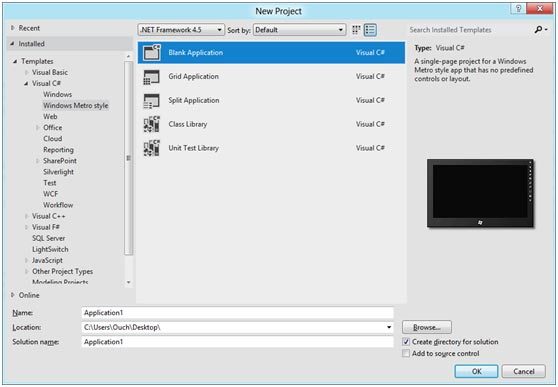 New Project
? x
Recent
Installed
Templates
Visual Basic
Visual C#
Windows
Windows Metro style
Web
Office
Cloud
Reporting
SharePoint
Silverlight
Test
WCF
Workflow
Visual C++
Visual F#
SQL Server
LightSwitch
JavaScript
Other Project Types
Modeling Projects
Online
.NET Framework 4.5
Sort by: Default
Blank Application Visual C#
Grid Application Visual C#
Split Application Visual C#
Class Library Visual C#
Unit Test Library Visual C#
Search Installed Templates
Type: Visual C#
A single-page project for a Windows
Metro style app that has no predefined
controls or layout.
Name: Application1
Location: C:\Users\Ouch\Desktop\
Browse...
Solution name: Application1
Create directory for solution
Add to source control
OK
Cancel